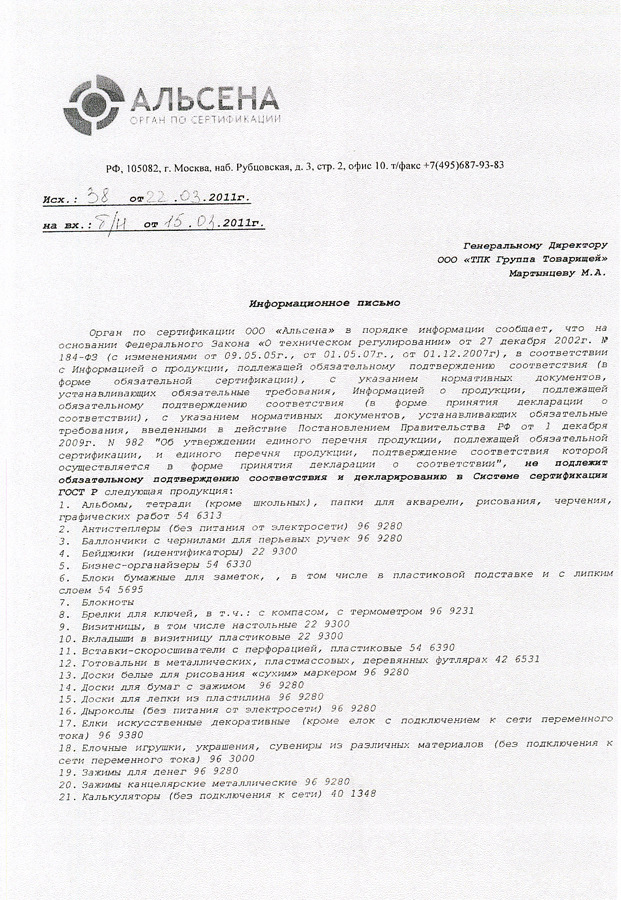 АЛЬСЕНА
ОРГАН ПО СЕРТИФИКАЦИИ
РФ, 105082, г. Москва, наб. Рубцовская, д. 3, стр. 2, офис 10. т/факс +7(495)687-93-83
Исх.: 38 от 22.03.2011г.
на вх.: б/н от 15.03.2011г.
Генеральному Директору
ООО «ТПК Группа Товарищей»
Мартынцеву М.А.
Информационное письмо
Орган по сертификации ООО «Альсена» в порядке информации сообщает, что на
основании Федерального Закона «О техническом регулировании» от 27 декабря 2002г. №
184-ФЗ (с изменениями от 09.05.05г., от 01.05.07г., от 01.12.2007г), в соответствии
с Информацией о продукции, подлежащей обязательному подтверждению соответствия (в
форме обязательной сертификации), с указанием нормативных документов,
устанавливающих обязательные требования, Информацией о продукции, подлежащей
обязательному подтверждению соответствия (в форме принятия декларации о
соответствии), с указанием нормативных документов, устанавливающих обязательные
требования, введенными в действие Постановлением Правительства РФ от 1 декабря
2009г. N 982 "Об утверждении единого перечня продукции, подлежащей обязательной
сертификации, и единого перечня продукции, подтверждение соответствия которой
осуществляется в форме принятия декларации о соответствии", не подлежит
обязательному подтверждению соответствия и декларированию в Системе сертификации
ГОСТ Р следующая продукция:
1. Альбомы, тетради (кроме школьных), папки для акварели, рисования, черчения,
графических работ 54 6313
2. Антистеплеры (без питания от электросети) 96 9280
3. Баллончики с чернилами для перьевых ручек 96 9280
4. Бейджики (идентификаторы) 22 9300
5. Бизнес-органайзеры 54 6330
6. Блоки бумажные для заметок, , в том числе в пластиковой подставке и с липким
слоем 54 5695
7. Блокноты
8. Брелки для ключей, в т.ч.: с компасом, с термометром 96 9231
9. Визитницы, в том числе настольные 22 9300
10. Вкладыши в визитницу пластиковые 22 9300
11. Вставки-скоросшиватели с перфорацией, пластиковые 54 6390
12. Готовальни в металлических, пластмассовых, деревянных футлярах 42 6531
13. Доски белые для рисования «сухим» маркером 96 9280
14. Доски для бумаг с зажимом 96 9280
15. Доски для лепки из пластилина 96 9280
16. Дыроколы (без питания от электросети) 96 9280
17. Елки искусственные декоративные (кроме елок с подключением к сети переменного
тока) 96 9380
18. Елочные игрушки, украшения, сувениры из различных материалов (без подключения к
сети переменного тока) 96 3000
19. Зажимы для денег 96 9280
20. Зажимы канцелярские металлические 96 9280
21. Калькуляторы (без подключения к сети) 40 1348